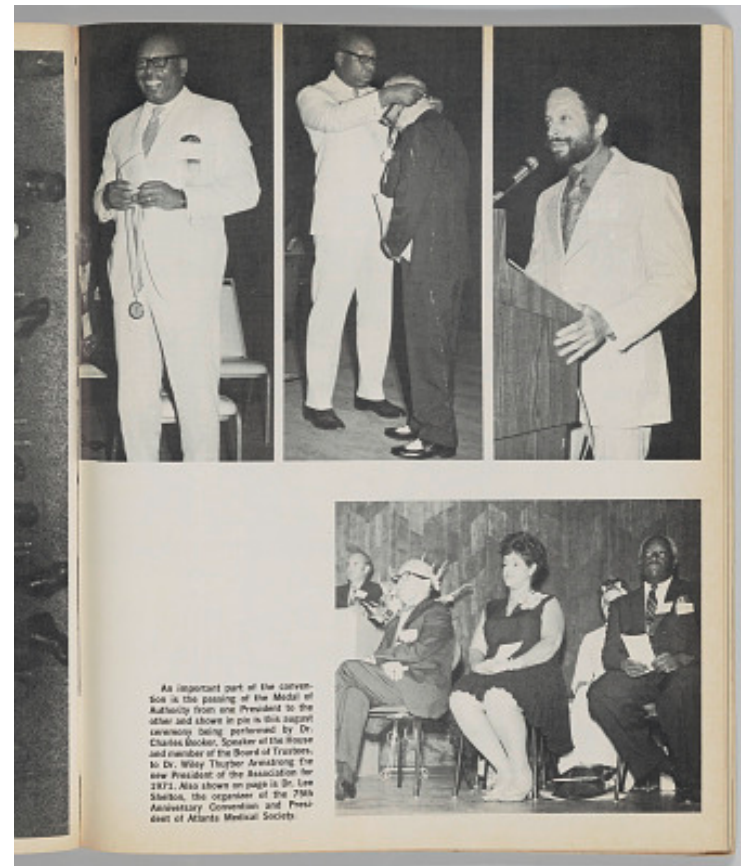 An important part of the conven-
tion is the passing of the Medal of
Authority from one President to the
other and shown in pix is this august
ceremony being performed by Dr.
Charles Booker, Speaker of the House
and member of the Board of Trustees,
to Dr. Wiley Thurber Armstrong the
new President of the Association for
1971. Also shown on page is Dr. Lee
Shelton, the organizer of the 75th
Anniversary Convention and Presi-
dent of Atlanta Medical Society.